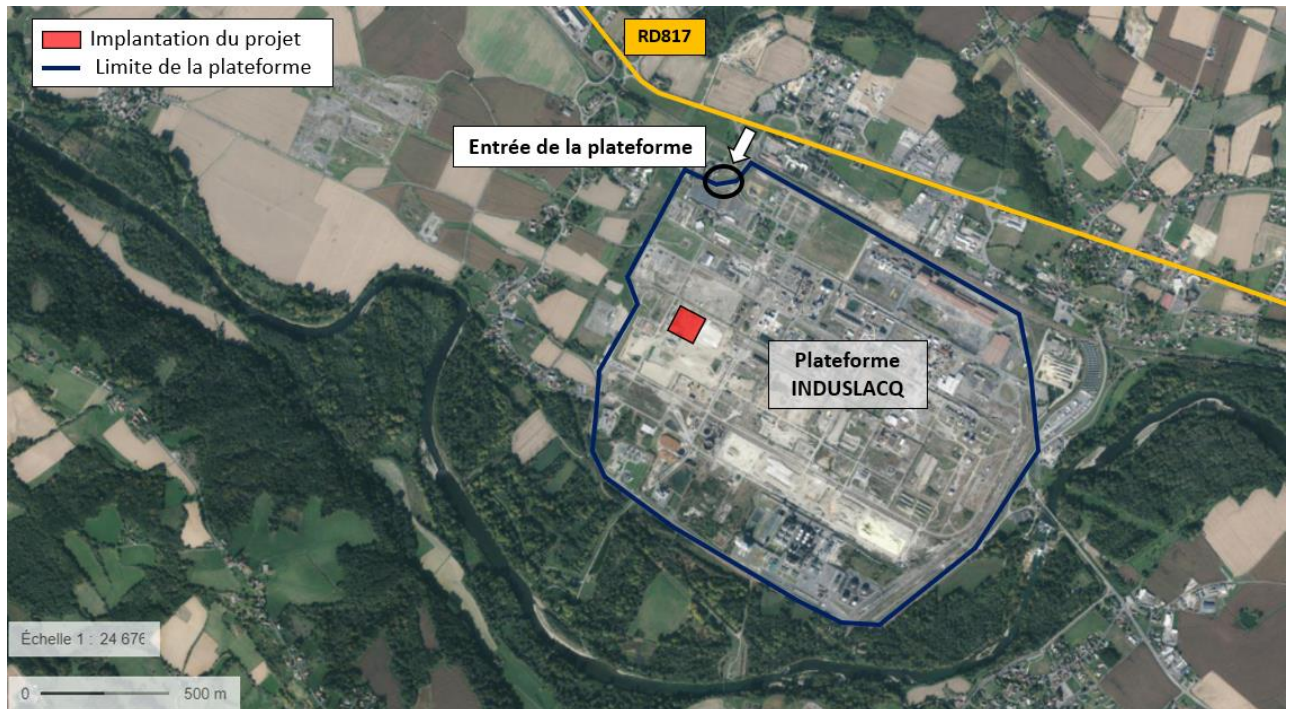 Implantation du projet
Limite de la plateforme
RD817
Entrée de la plateforme
Plateforme
INDUSLACQ
Échelle 1 : 24 676
0 500 m